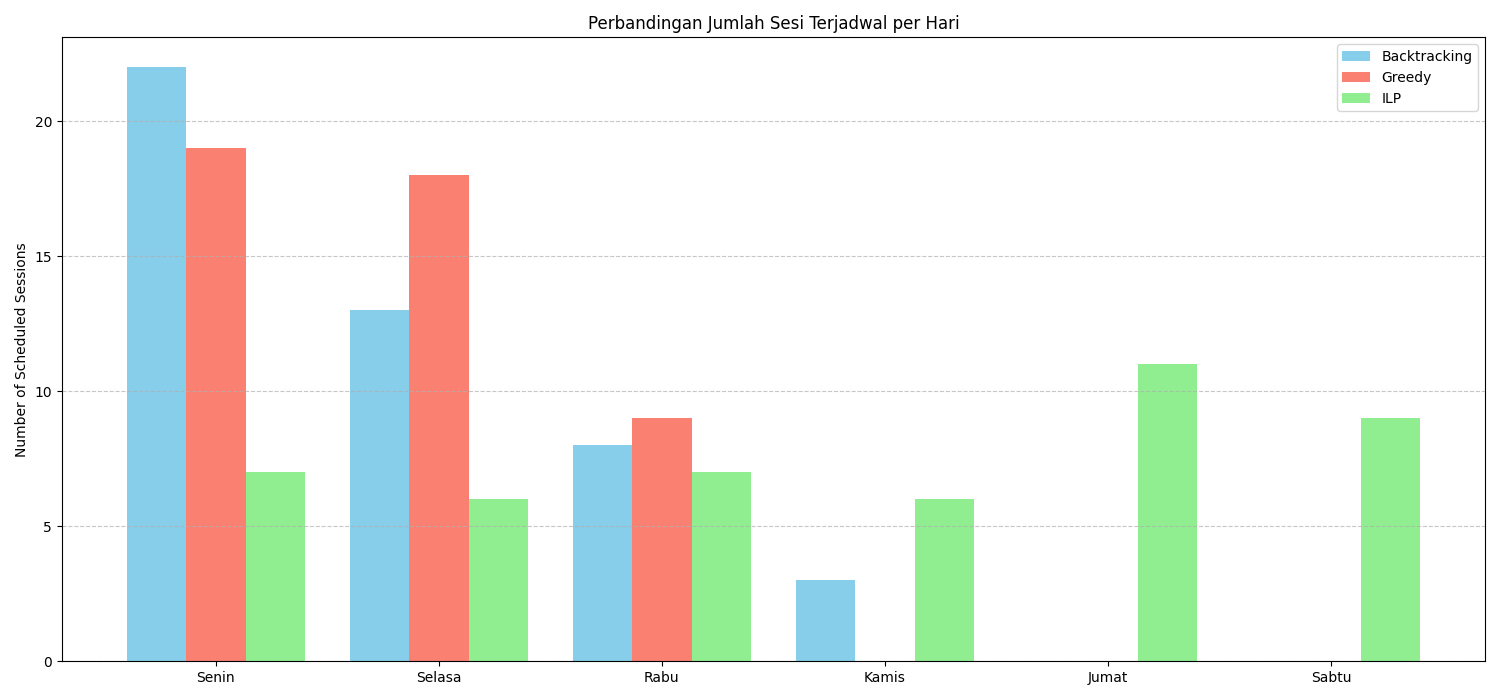 Perbandingan Jumlah Sesi Terjadwal per Hari
Backtracking
Greedy
ILP
Number of Scheduled Sessions
20
15
10
5
0
Senin
Selasa
Rabu
Kamis
Jumat
Sabtu